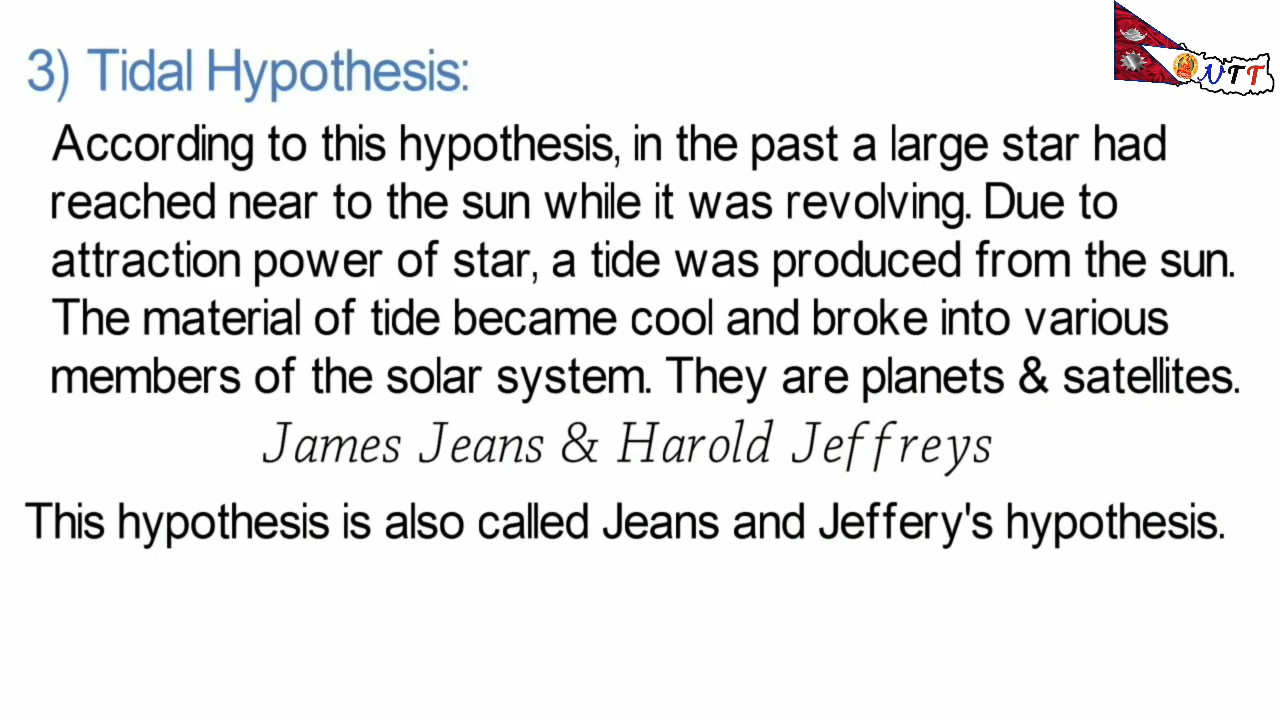 3) Tidal Hypothesis:
NTT
According to this hypothesis, in the past a large star had
reached near to the sun while it was revolving. Due to
attraction power of star, a tide was produced from the sun.
The material of tide became cool and broke into various
members of the solar system. They are planets & satellites.
James Jeans & Harold Jeffreys
This hypothesis is also called Jeans and Jeffery's hypothesis.